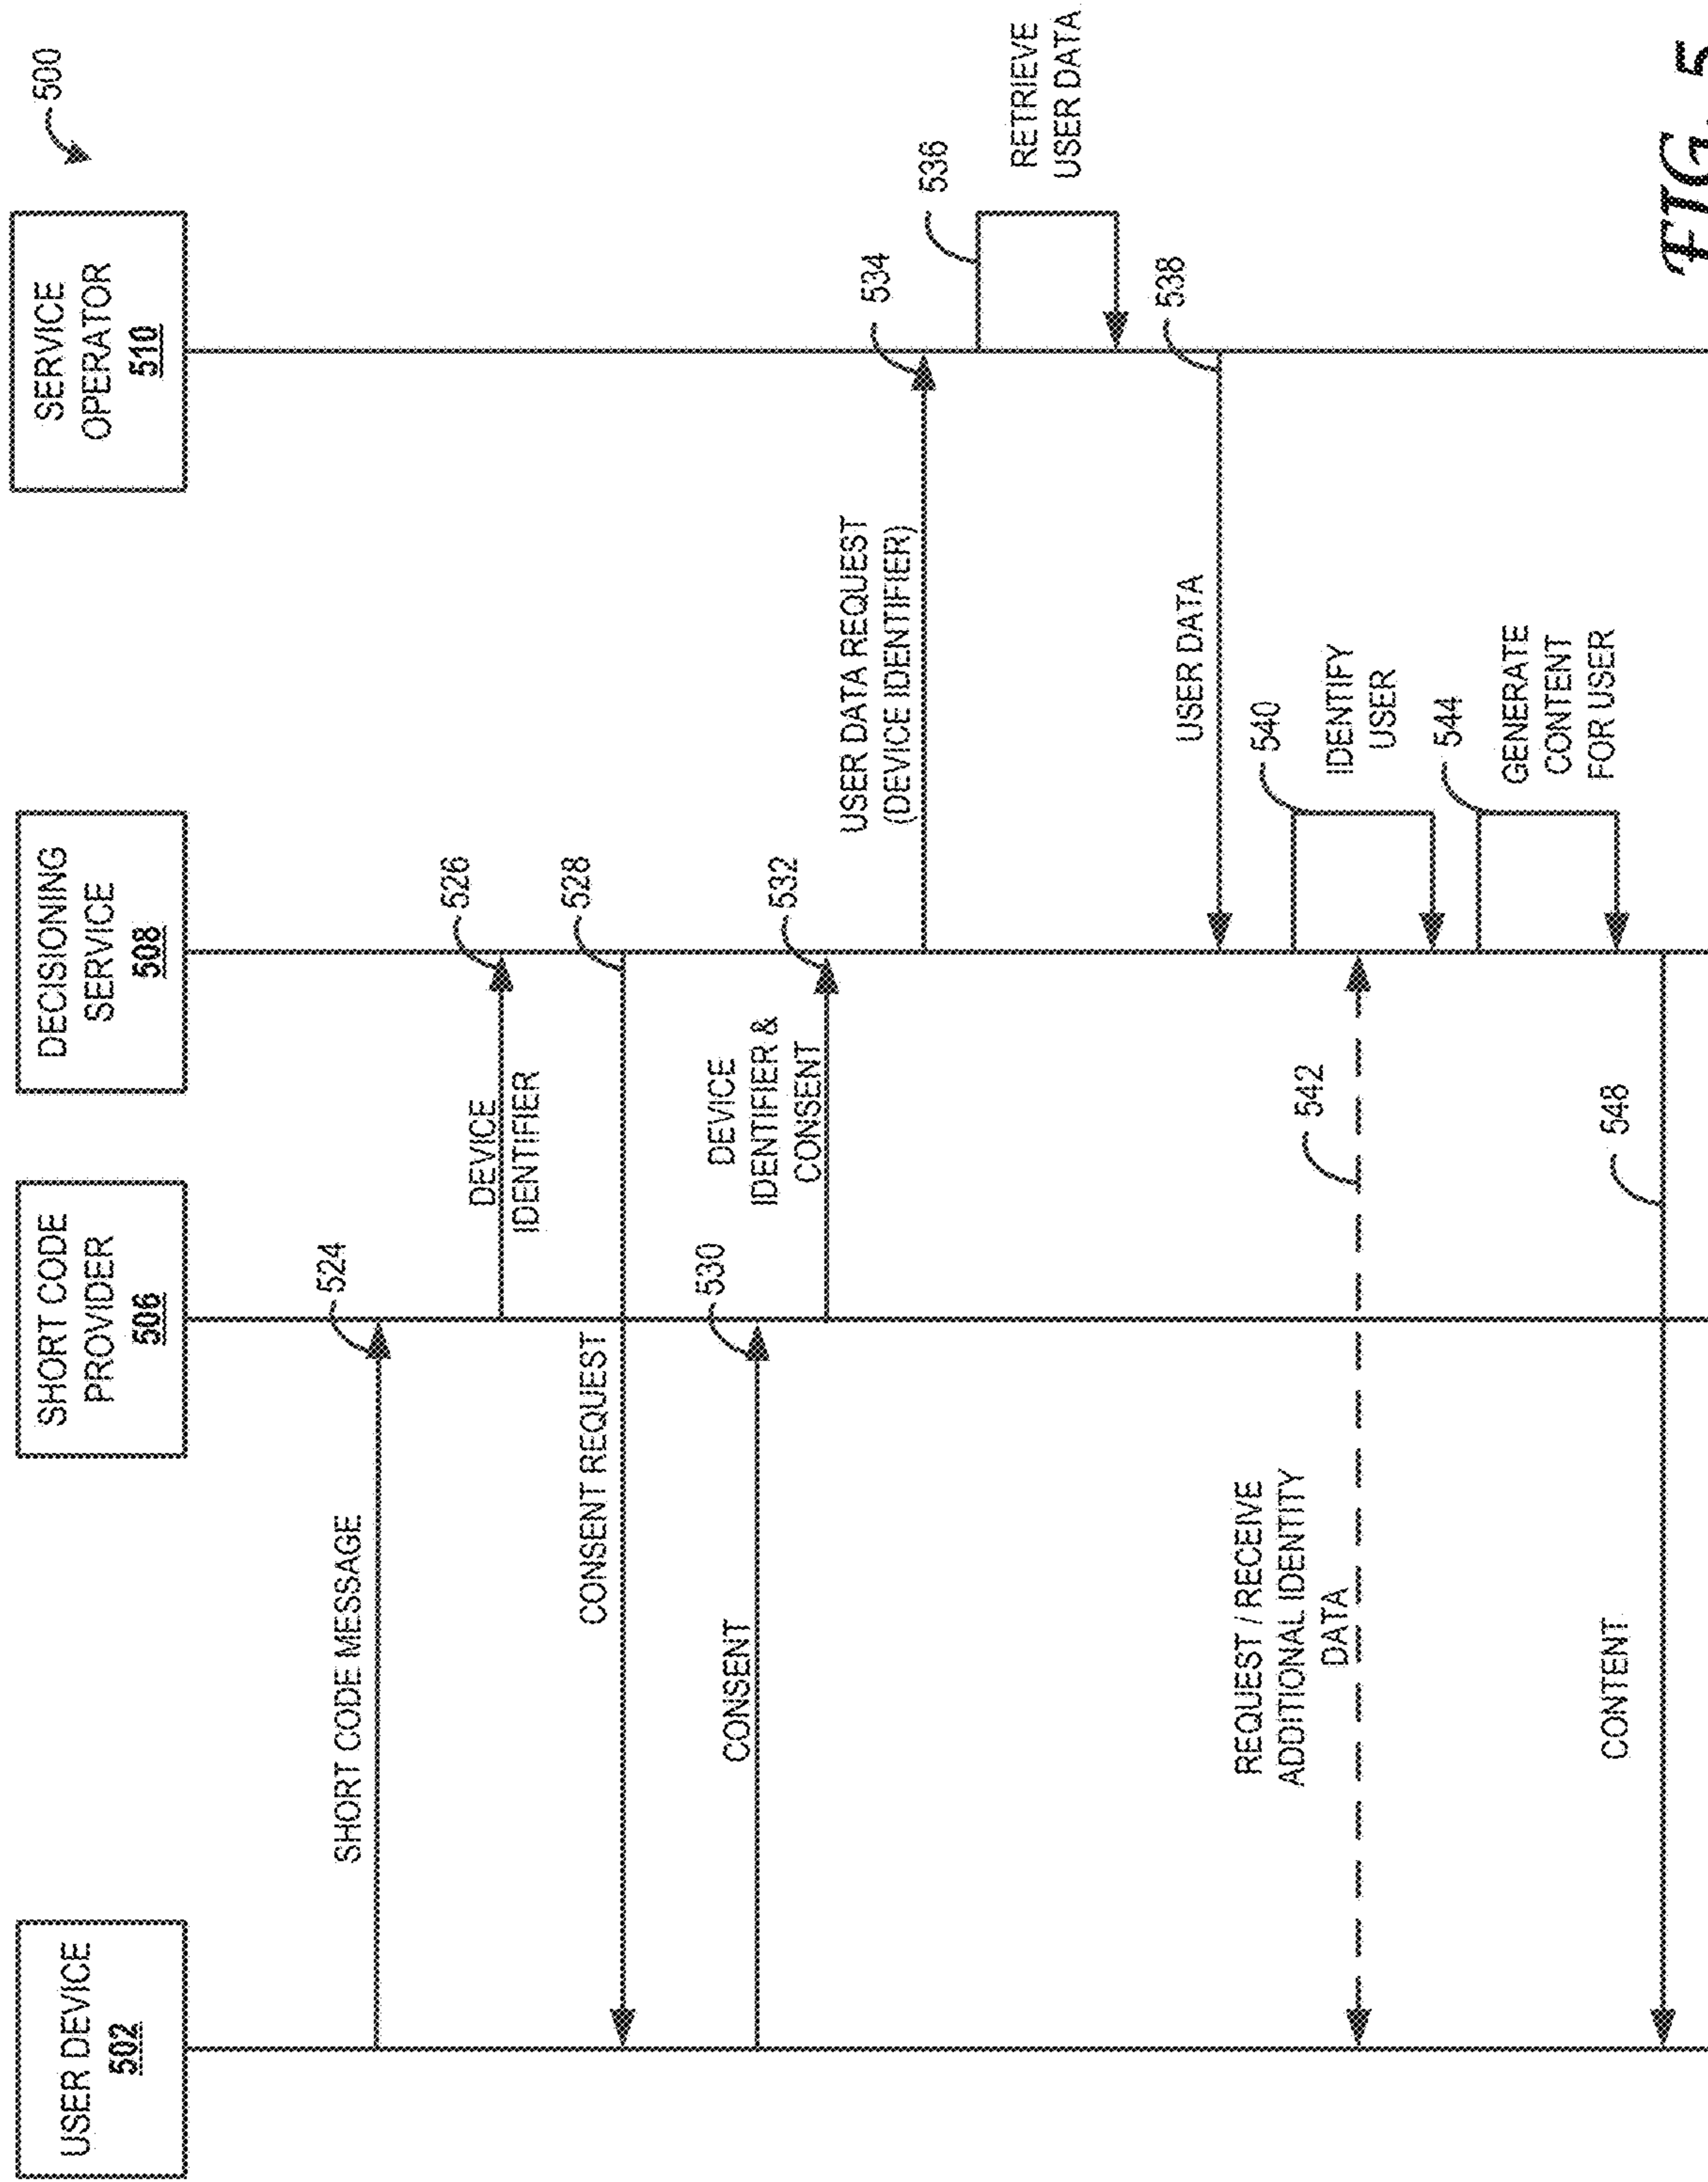 500
USER DEVICE
502
SHORT CODE
PROVIDER
506
DECISIONING
SERVICE
508
SERVICE
OPERATOR
510
SHORT CODE MESSAGE
524
DEVICE
IDENTIFIER
526
CONSENT REQUEST
528
CONSENT
530
DEVICE
IDENTIFIER &
CONSENT
532
USER DATA REQUEST
(DEVICE IDENTIFIER)
534
536
RETRIEVE
USER DATA
USER DATA
538
540
IDENTIFY
USER
REQUEST / RECEIVE
ADDITIONAL IDENTITY
DATA
542
544
GENERATE
CONTENT
FOR USER
CONTENT
548
FIG. 5